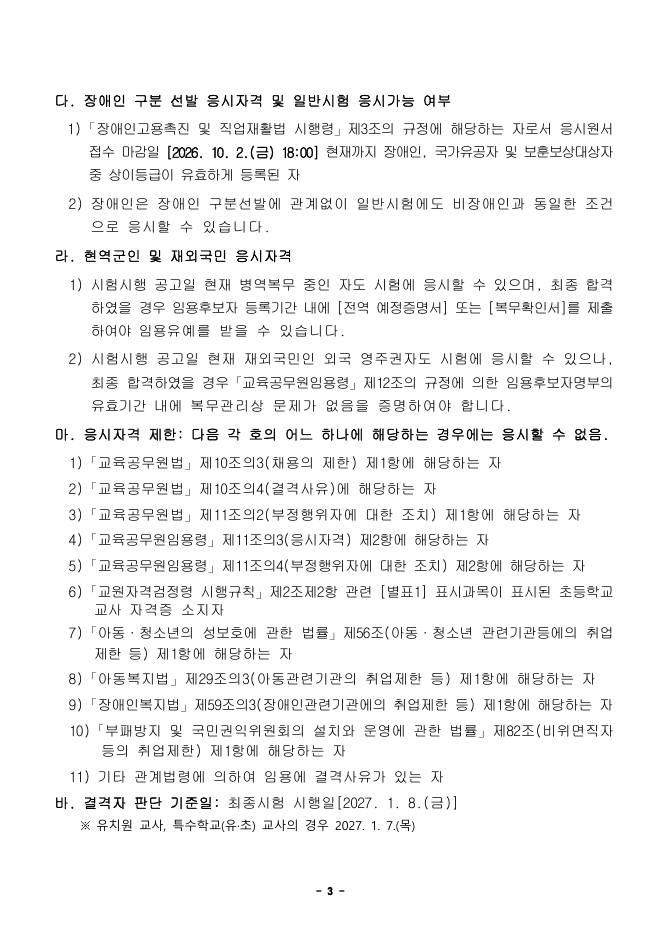 다. 장애인 구분 선발 응시자격 및 일반시험 응시가능 여부
1)「장애인고용촉진 및 직업재활법 시행령」제3조의 규정에 해당하는 자로서 응시원서
접수 마감일 [2026. 10. 2.(금) 18:00] 현재까지 장애인, 국가유공자 및 보훈보상대상자
중 상이등급이 유효하게 등록된 자
2) 장애인은 장애인 구분선발에 관계없이 일반시험에도 비장애인과 동일한 조건
으로 응시할 수 있습니다.
라. 현역군인 및 재외국민 응시자격
1) 시험시행 공고일 현재 병역복무 중인 자도 시험에 응시할 수 있으며, 최종 합격
하였을 경우 임용후보자 등록기간 내에 [전역 예정증명서] 또는 [복무확인서]를 제출
하여야 임용유예를 받을 수 있습니다.
2) 시험시행 공고일 현재 재외국민인 외국 영주권자도 시험에 응시할 수 있으나,
최종 합격하였을 경우「교육공무원임용령」제12조의 규정에 의한 임용후보자명부의
유효기간 내에 복무관리상 문제가 없음을 증명하여야 합니다.
마. 응시자격 제한: 다음 각 호의 어느 하나에 해당하는 경우에는 응시할 수 없음.
1)「교육공무원법」제10조의3(채용의 제한) 제1항에 해당하는 자
2)「교육공무원법」제10조의4(결격사유)에 해당하는 자
3)「교육공무원법」제11조의2(부정행위자에 대한 조치) 제1항에 해당하는 자
4)「교육공무원임용령」제11조의3(응시자격) 제2항에 해당하는 자
5)「교육공무원임용령」제11조의4(부정행위자에 대한 조치) 제2항에 해당하는 자
6)「교원자격검정령 시행규칙」제2조제2항 관련 [별표1] 표시과목이 표시된 초등학교
교사 자격증 소지자
7)「아동·청소년의 성보호에 관한 법률」제56조(아동·청소년 관련기관등에의 취업
제한 등) 제1항에 해당하는 자
8)「아동복지법」제29조의3(아동관련기관의 취업제한 등) 제1항에 해당하는 자
9)「장애인복지법」제59조의3(장애인관련기관에의 취업제한 등) 제1항에 해당하는 자
10)「부패방지 및 국민권익위원회의 설치와 운영에 관한 법률」제82조(비위면직자
등의 취업제한) 제1항에 해당하는 자
11) 기타 관계법령에 의하여 임용에 결격사유가 있는 자
바. 결격자 판단 기준일: 최종시험 시행일[2027. 1. 8.(금)]
※ 유치원 교사, 특수학교(유·초) 교사의 경우 2027. 1. 7.(목)
- 3 -